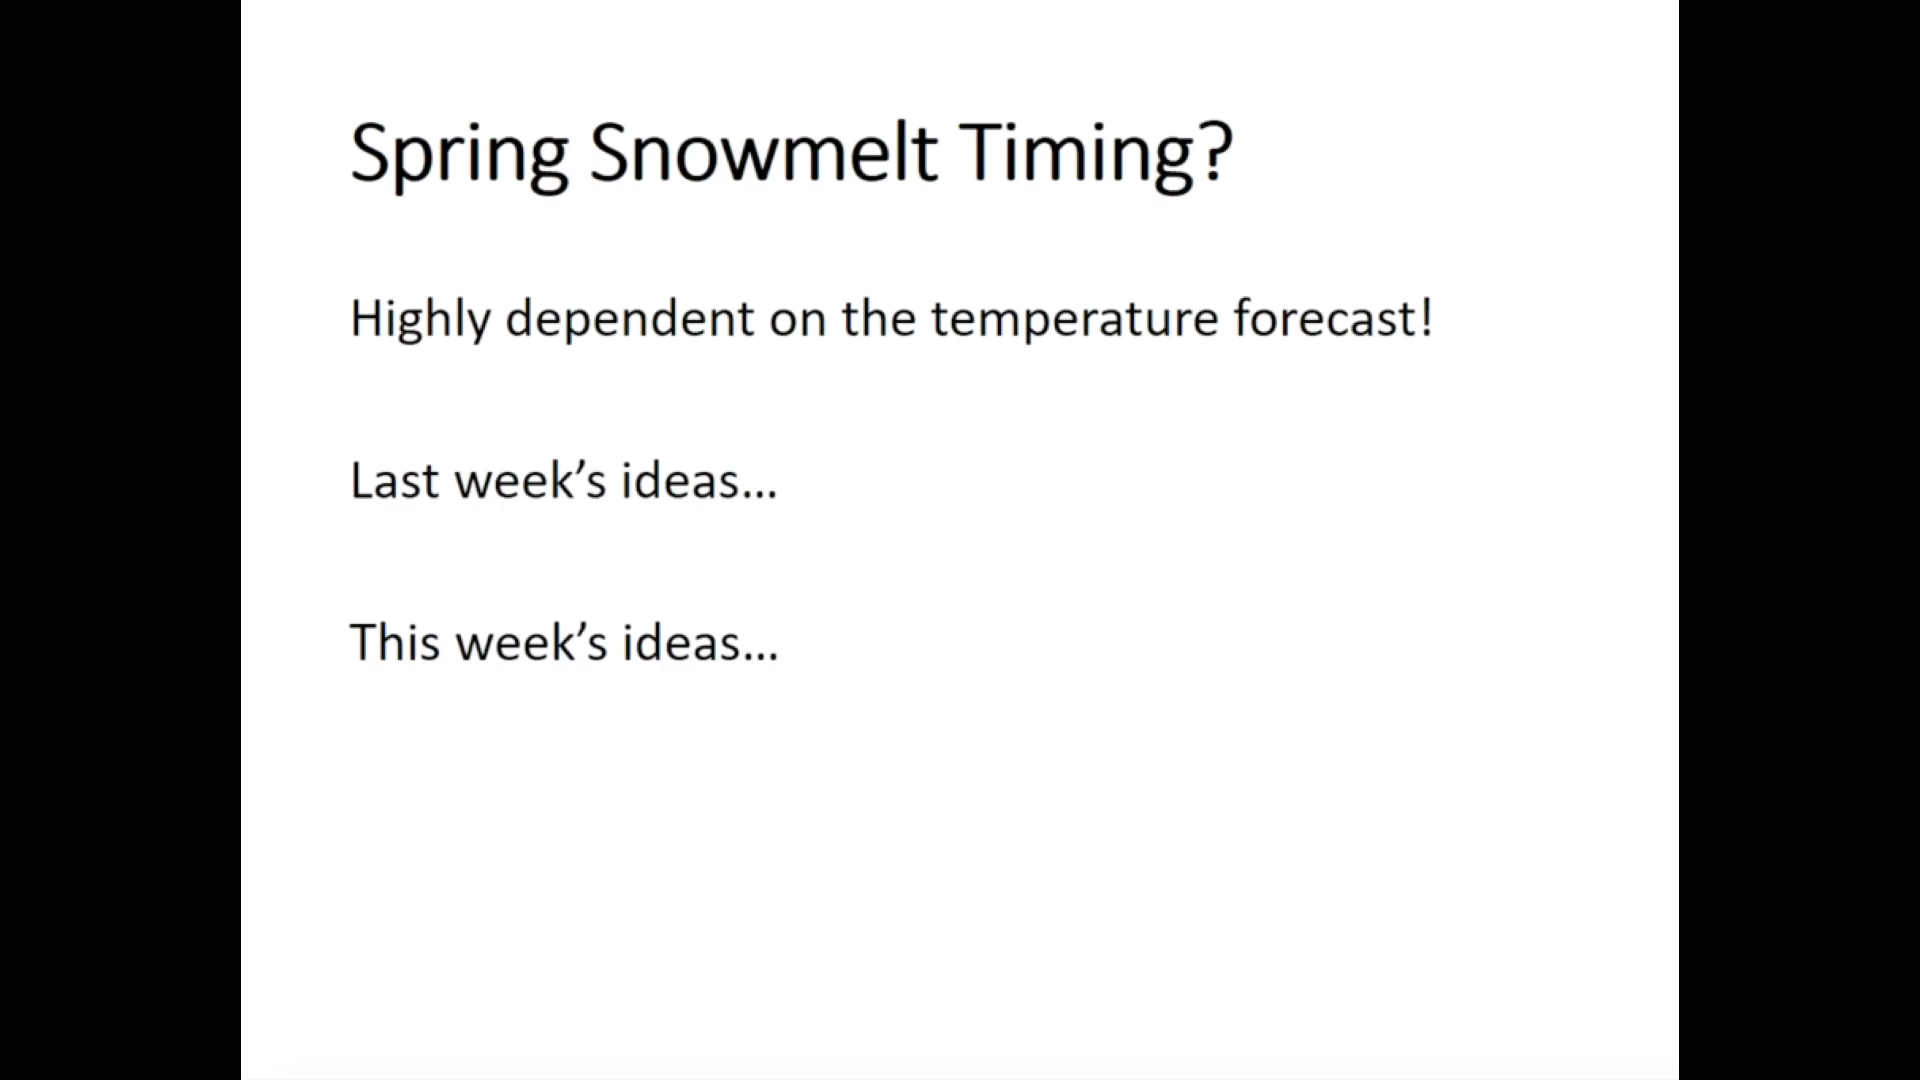 Spring Snowmelt Timing?
Highly dependent on the temperature forecast!
Last week’s ideas…
This week’s ideas…